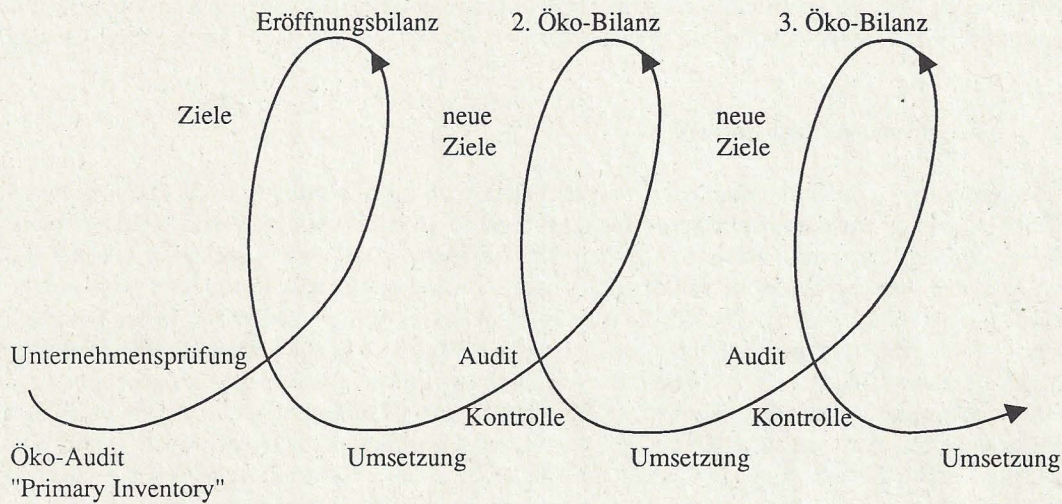 Eröffnungsbilanz
2. Öko-Bilanz
3. Öko-Bilanz
Ziele
neue
Ziele
neue
Ziele
Unternehmensprüfung
Audit
Audit
Kontrolle
Kontrolle
Öko-Audit
"Primary Inventory"
Umsetzung
Umsetzung
Umsetzung